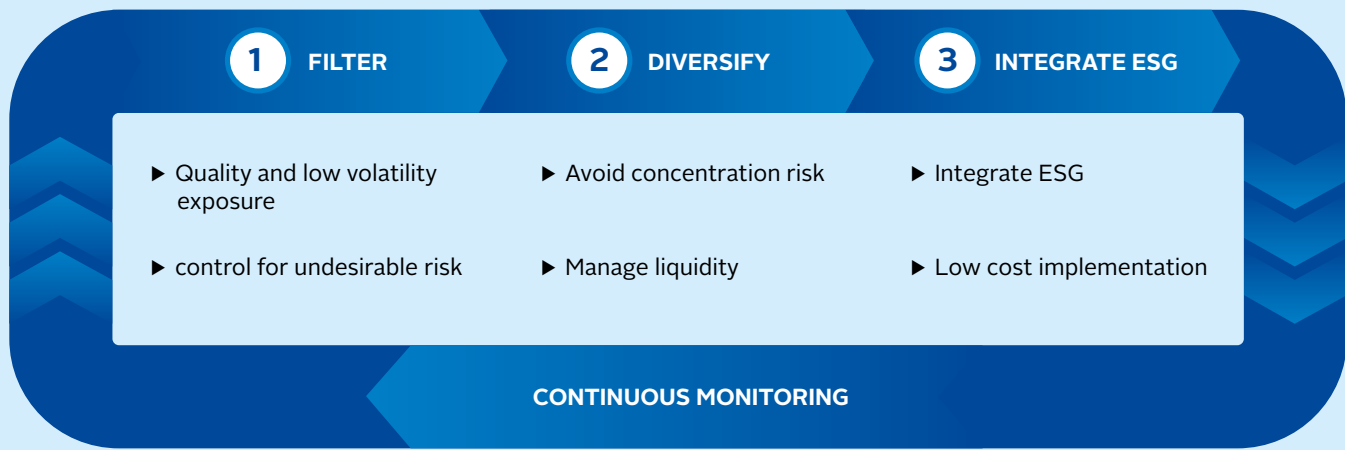 1 FILTER
2 DIVERSIFY
3 INTEGRATE ESG
▶ Quality and low volatility
exposure
▶ control for undesirable risk
▶ Avoid concentration risk
▶ Manage liquidity
▶ Integrate ESG
▶ Low cost implementation
CONTINUOUS MONITORING